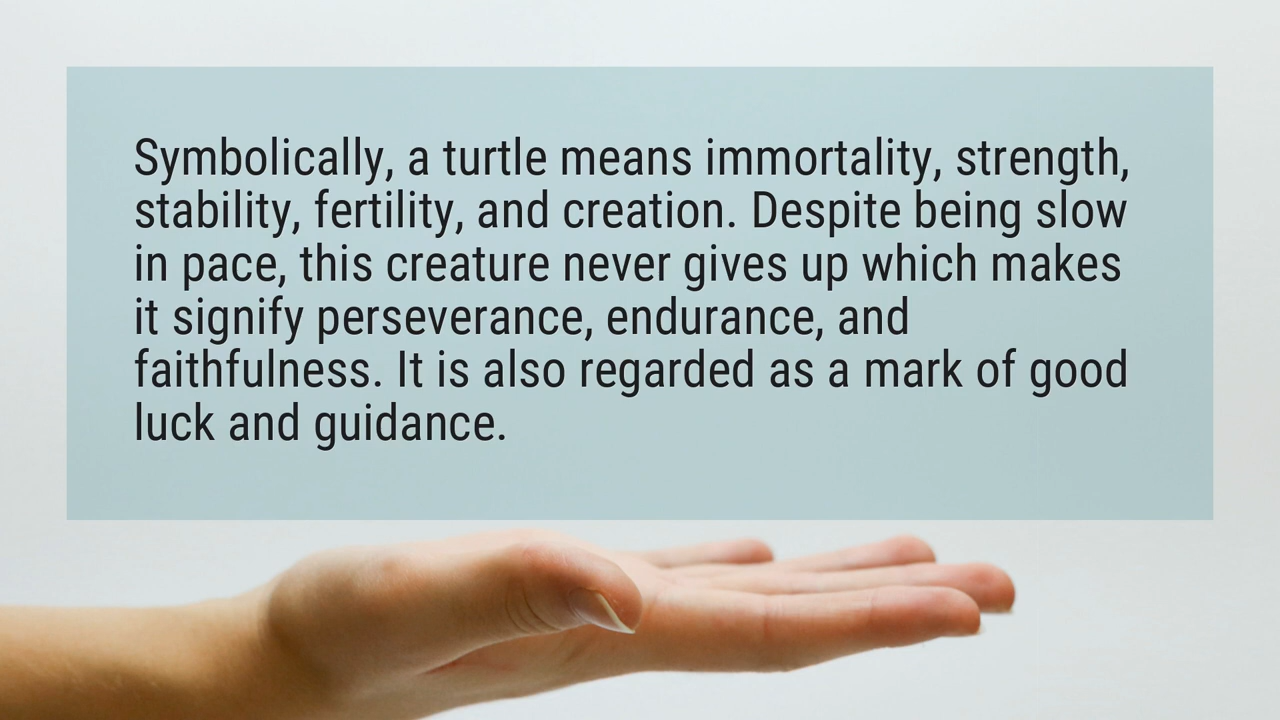 Symbolically, a turtle means immortality, strength,
stability, fertility, and creation. Despite being slow
in pace, this creature never gives up which makes
it signify perseverance, endurance, and
faithfulness. It is also regarded as a mark of good
luck and guidance.